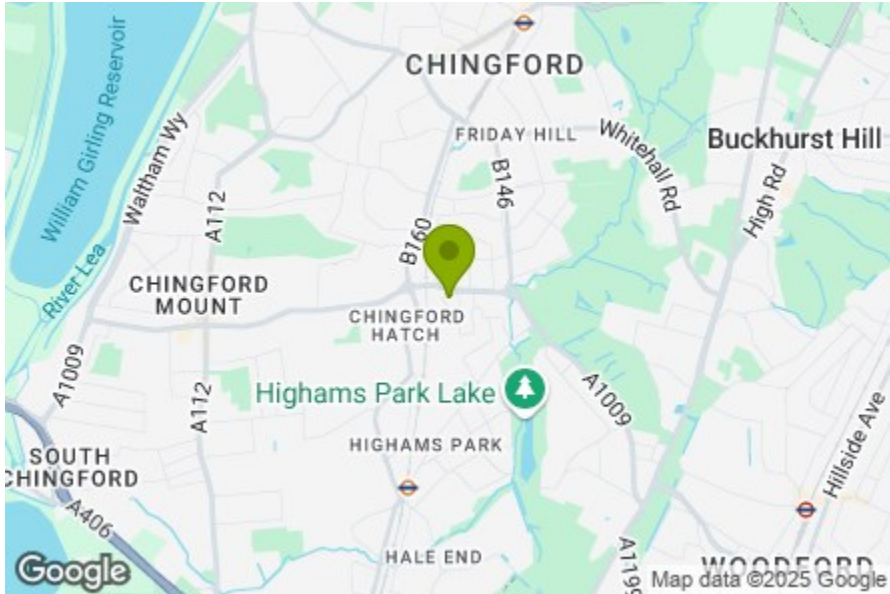 CHINGFORD
William Girling Reservoir
Waltham Wy
FRIDAY HILL
Whitehall Rd
Buckhurst Hill
High Rd
B146
A112
B160
River Lea
CHINGFORD
MOUNT
CHINGFORD
HATCH
A1009
A112
Highams Park Lake
A1009
Hillside Ave
HIGHAMS PARK
SOUTH
CHINGFORD
A406
HALE END
A1199
WOODFORD
Google
Map data ©2025 Google